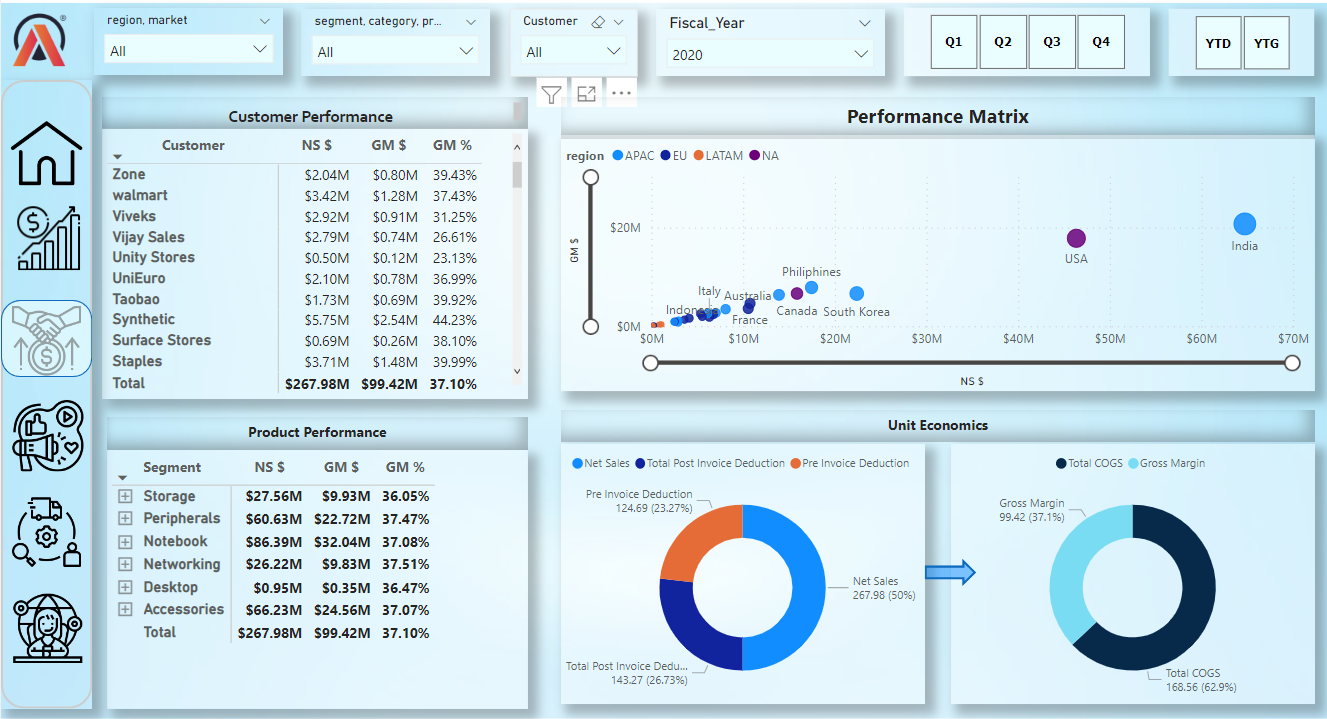 region, market
All
segment, category, pr...
All
Customer
All
Fiscal_Year
2020
Q1 Q2 Q3 Q4
YTD YTG
Customer Performance
Customer NS $ GM $ GM %
Zone $2.04M $0.80M 39.43%
walmart $3.42M $1.28M 37.43%
Viveks $2.92M $0.91M 31.25%
Vijay Sales $2.79M $0.74M 26.61%
Unity Stores $0.50M $0.12M 23.13%
UniEuro $2.10M $0.78M 36.99%
Taobao $1.73M $0.69M 39.92%
Synthetic $5.75M $2.54M 44.23%
Surface Stores $0.69M $0.26M 38.10%
Staples $3.71M $1.48M 39.99%
Total $267.98M $99.42M 37.10%
Performance Matrix
region APAC EU LATAM NA
GM $
$20M
$0M
India
USA
Philiphines
Italy
Australia
Indonesia
France
Canada
South Korea
$0M $10M $20M $30M $40M $50M $60M $70M
NS $
Product Performance
Segment NS $ GM $ GM %
Storage $27.56M $9.93M 36.05%
Peripherals $60.63M $22.72M 37.47%
Notebook $86.39M $32.04M 37.08%
Networking $26.22M $9.83M 37.51%
Desktop $0.95M $0.35M 36.47%
Accessories $66.23M $24.56M 37.07%
Total $267.98M $99.42M 37.10%
Unit Economics
Net Sales Total Post Invoice Deduction Pre Invoice Deduction
Pre Invoice Deduction
124.69 (23.27%)
Net Sales
267.98 (50%)
Total Post Invoice Dedu...
143.27 (26.73%)
Total COGS Gross Margin
Gross Margin
99.42 (37.1%)
Total COGS
168.56 (62.9%)